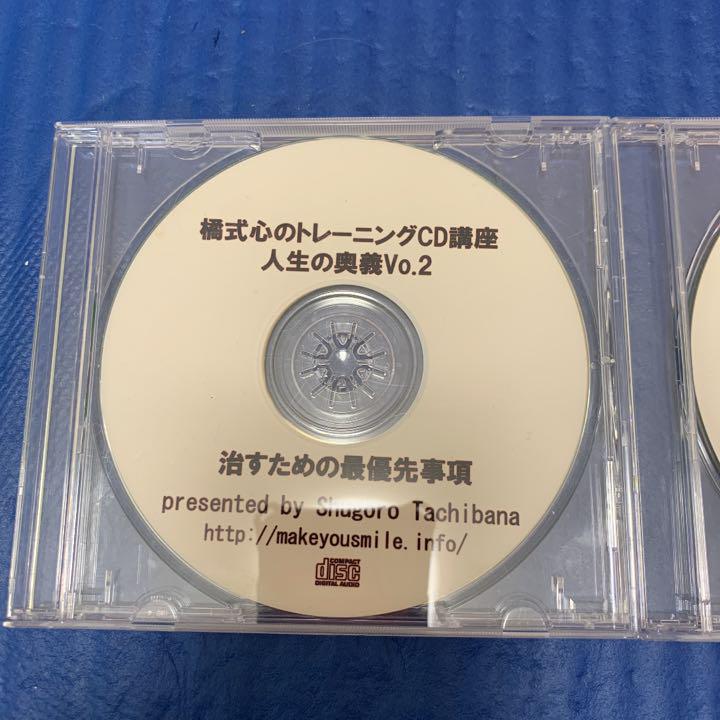 橘式心のトレーニングCD講座
人生の奥義Vo.2
治すための最優先事項
presented by Shugoro Tachibana
http://makeyousmile.info/
COMPACT
disc
DIGITAL AUDIO